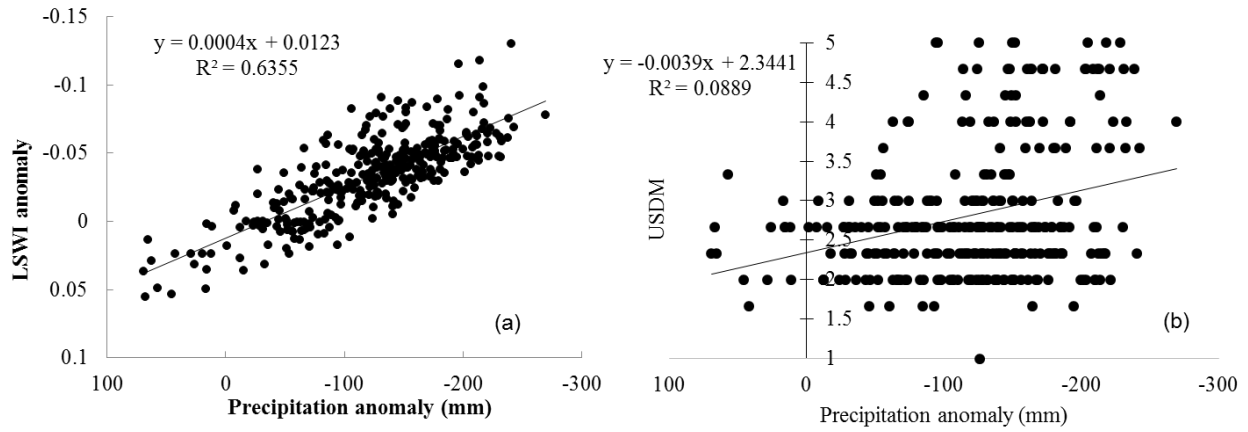 -0.15
y = 0.0004x + 0.0123
R² = 0.6355
-0.1
-0.05
0
0.05
0.1
LSWI anomaly
(a)
100 0 -100 -200 -300
Precipitation anomaly (mm)
y = -0.0039x + 2.3441
R² = 0.0889
5
4.5
4
3.5
3
2.5
2
1.5
1
USDM
(b)
100 0 -100 -200 -300
Precipitation anomaly (mm)